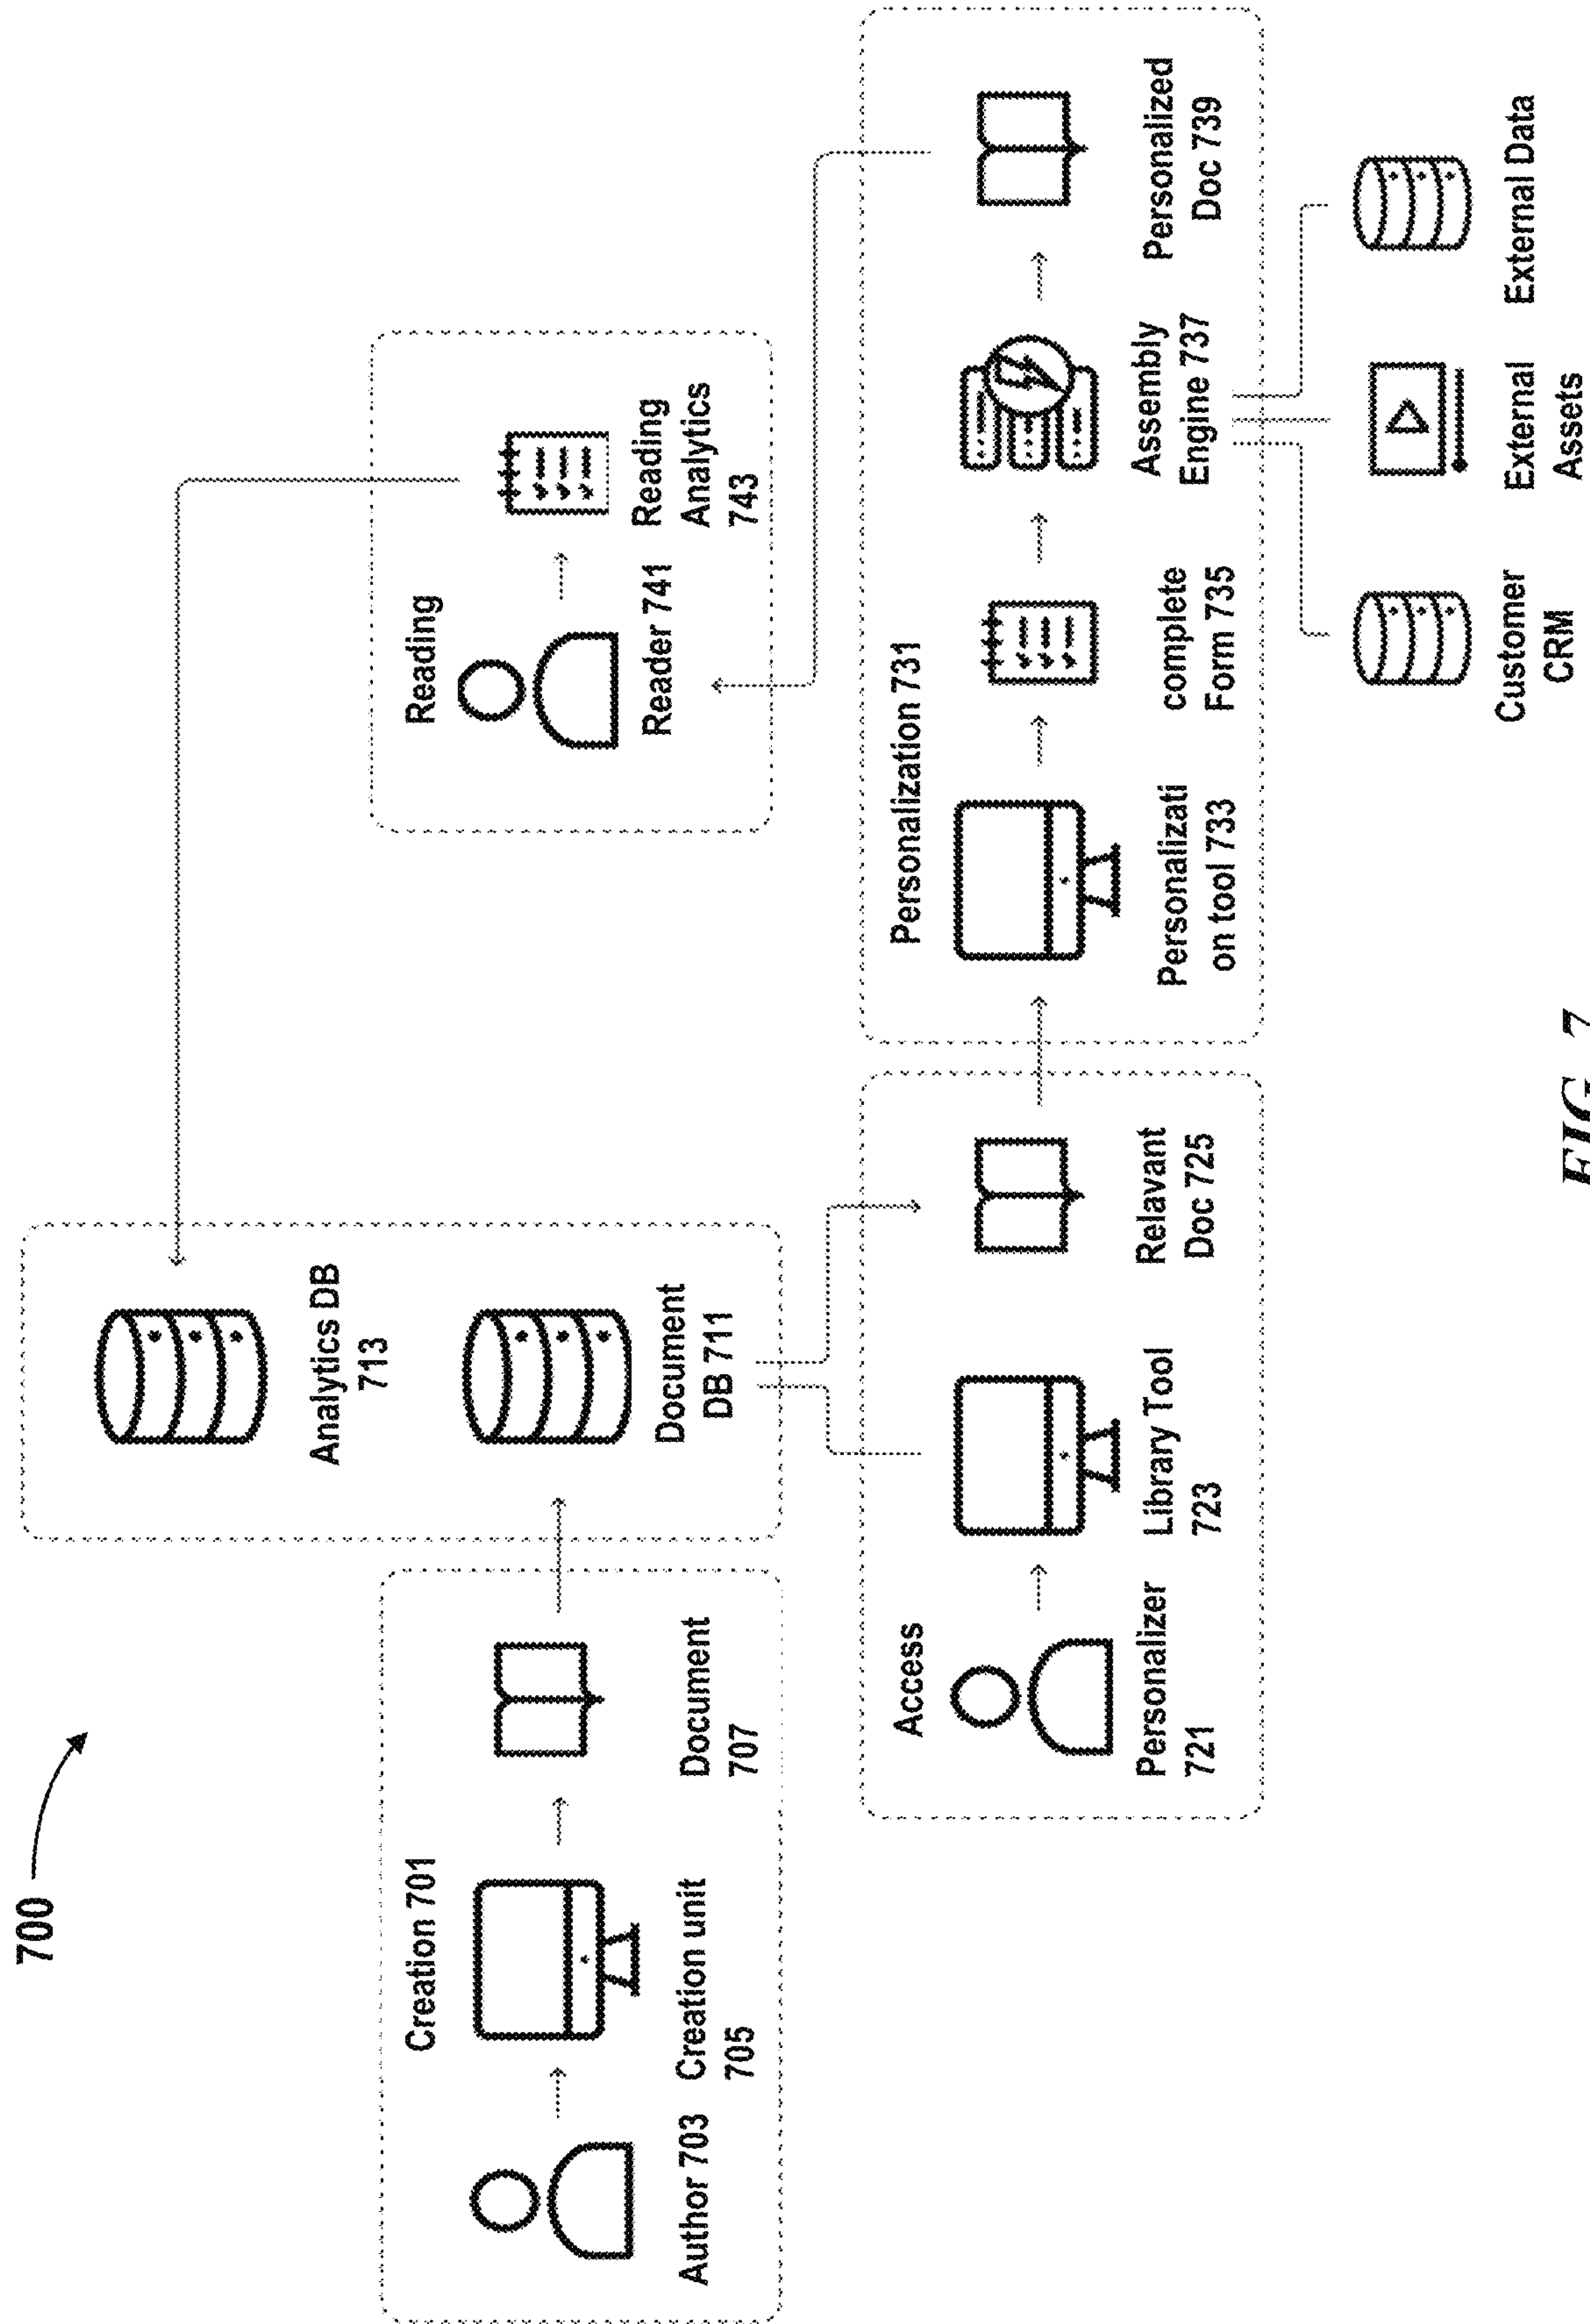 700
Analytics DB
713
Creation 701
Author 703
Creation unit
705
Document
707
Document
DB 711
Reading
Reader 741
Reading
Analytics
743
Access
Personalizer
721
Library Tool
723
Relavant
Doc 725
Personalization 731
Personalizati
on tool 733
complete
Form 735
Assembly
Engine 737
Personalized
Doc 739
Customer
CRM
External
Assets
External Data
FIG. 7